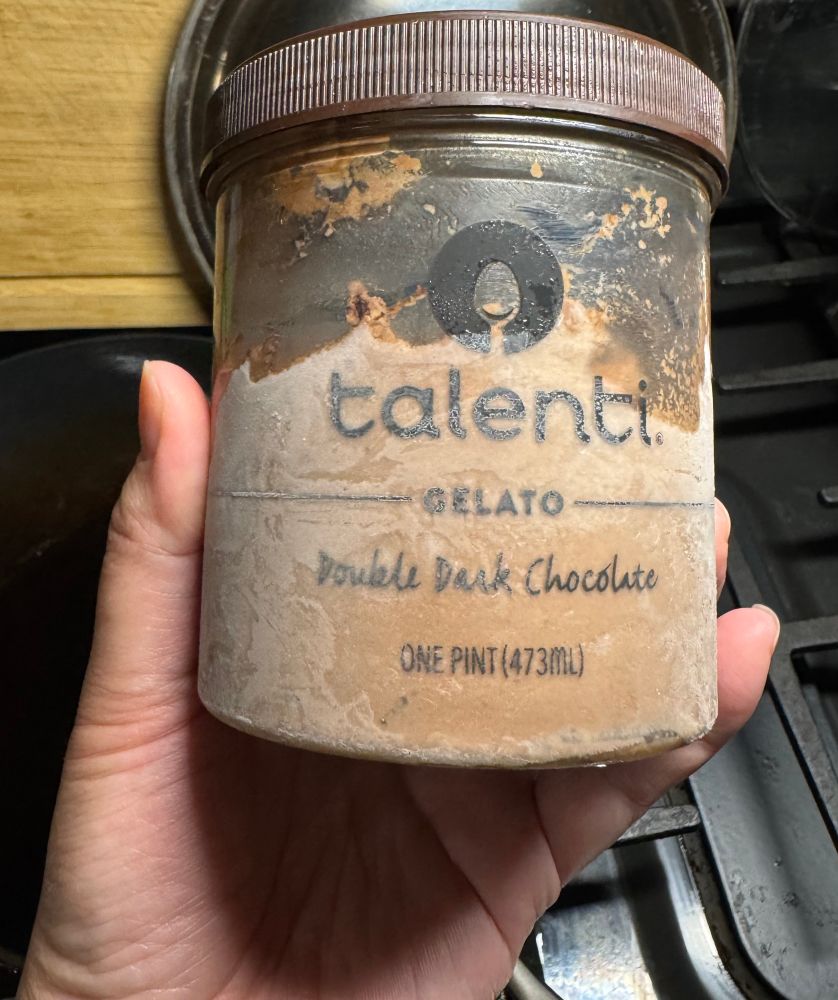 talenti®
GELATO
Double Dark Chocolate
ONE PINT (473ML)